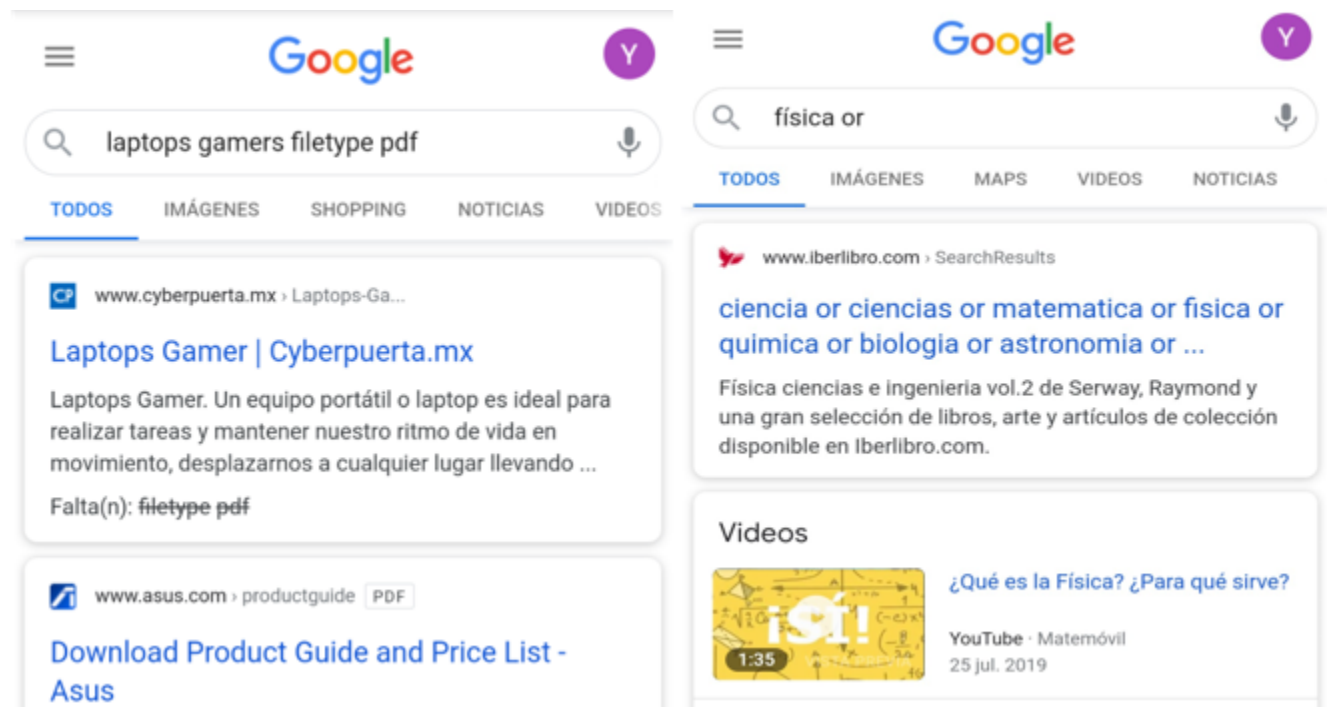 Google
Y
laptops gamers filetype pdf
TODOS IMÁGENES SHOPPING NOTICIAS VIDEOS
CP www.cyberpuerta.mx › Laptops-Ga...
Laptops Gamer | Cyberpuerta.mx
Laptops Gamer. Un equipo portátil o laptop es ideal para
realizar tareas y mantener nuestro ritmo de vida en
movimiento, desplazarnos a cualquier lugar llevando ...
Falta(n): filetype pdf
www.asus.com › productguide PDF
Download Product Guide and Price List -
Asus
Google
Y
física or
TODOS IMÁGENES MAPS VIDEOS NOTICIAS
www.iberlibro.com › SearchResults
ciencia or ciencias or matematica or fisica or
quimica or biologia or astronomia or ...
Física ciencias e ingenieria vol.2 de Serway, Raymond y
una gran selección de libros, arte y artículos de colección
disponible en Iberlibro.com.
Videos
¡SÍ!
1:35 VISTA PREVIA
¿Qué es la Física? ¿Para qué sirve?
YouTube · Matemóvil
25 jul. 2019